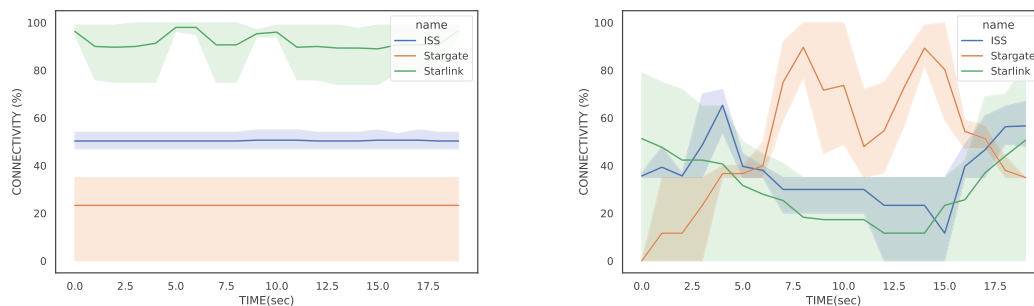 100
80
60
40
20
0
CONNECTIVITY (%)
name
ISS
Stargate
Starlink
0.0 2.5 5.0 7.5 10.0 12.5 15.0 17.5
TIME(sec)
100
80
60
40
20
0
CONNECTIVITY (%)
name
ISS
Stargate
Starlink
0.0 2.5 5.0 7.5 10.0 12.5 15.0 17.5
TIME(sec)